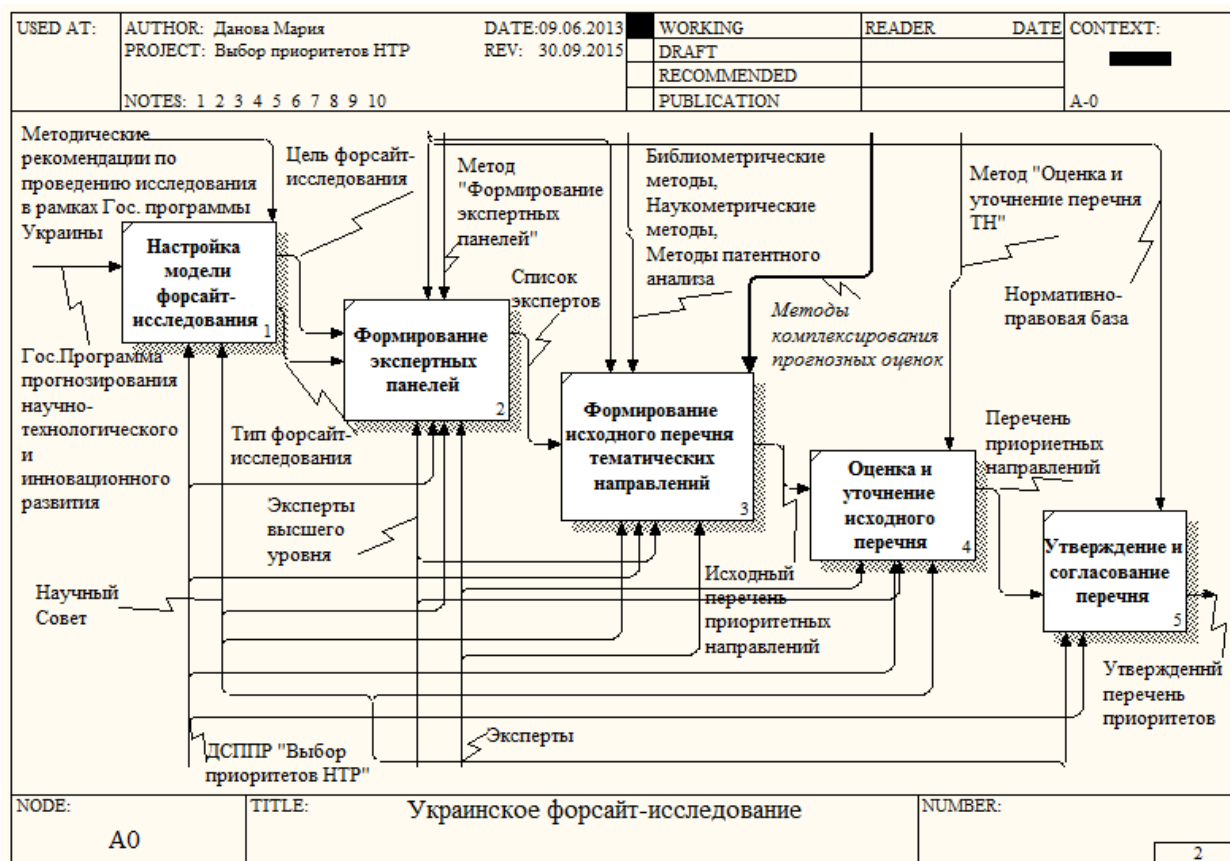 USED AT:
AUTHOR: Данова Мария
DATE:09.06.2013
PROJECT: Выбор приоритетов НТР
REV: 30.09.2015
NOTES: 1 2 3 4 5 6 7 8 9 10
WORKING
DRAFT
RECOMMENDED
PUBLICATION
READER
DATE
CONTEXT:
A-0
Методические
рекомендации по
проведению исследования
в рамках Гос. программы
Украины
Цель форсайт-
исследования
Метод
"Формирование
экспертных
панелей"
Библиометрические
методы,
Наукометрические
методы,
Методы патентного
анализа
Метод "Оценка и
уточнение перечня
ТН"
Настройка
модели
форсайт-
исследования
1
Список
экспертов
Методы
комплексирования
прогнозных оценок
Нормативно-
правовая база
Формирование
экспертных
панелей
2
Гос.Программа
прогнозирования
научно-
технологического
и
инновационного
развития
Тип форсайт-
исследования
Формирование
исходного перечня
тематических
направлений
3
Перечень
приориетных
направлений
Оценка и
уточнение
исходного
перечня
4
Эксперты
высшего
уровня
Утверждение и
согласование
перечня
5
Научный
Совет
Исходный
перечень
приоритетных
направлений
Утвержденнй
перечень
приоритетов
ДСППР "Выбор
приоритетов НТР"
Эксперты
NODE:
A0
TITLE:
Украинское форсайт-исследование
NUMBER:
2